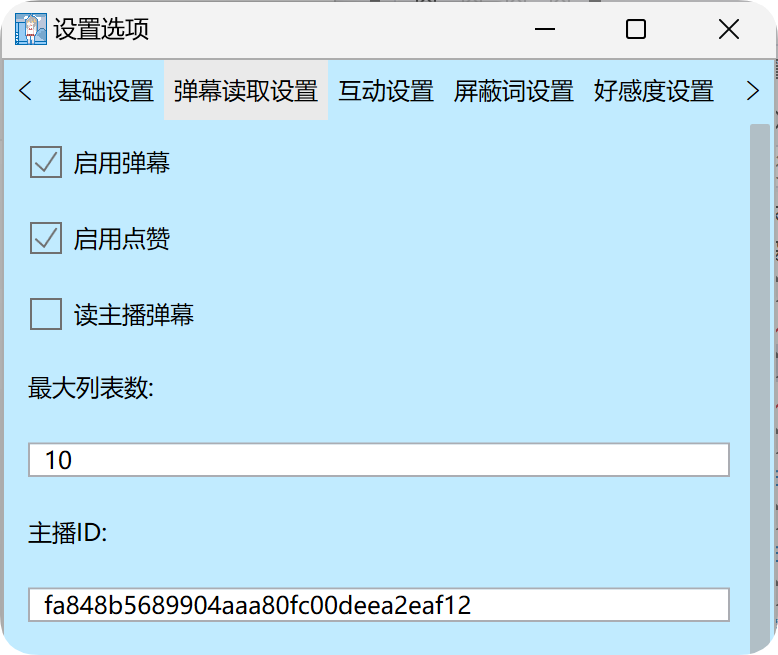 设置选项
基础设置 弹幕读取设置 互动设置 屏蔽词设置 好感度设置
启用弹幕
启用点赞
读主播弹幕
最大列表数:
10
主播ID:
fa848b5689904aaa80fc00deea2eaf12